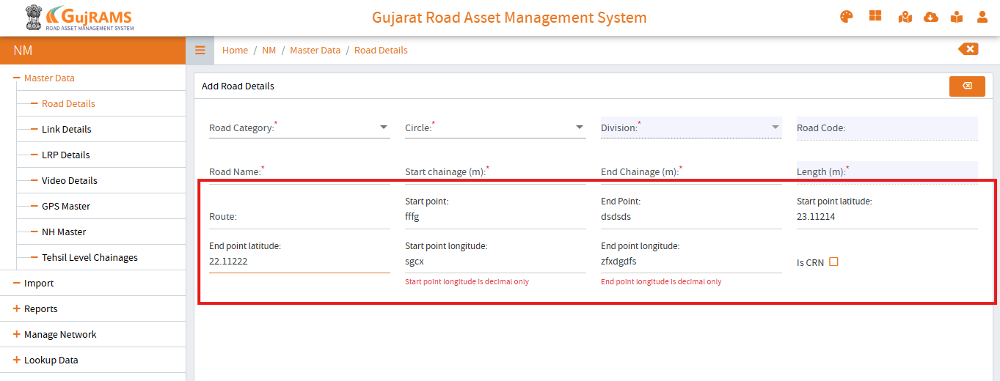 GujRAMS
ROAD ASSET MANAGEMENT SYSTEM
Gujarat Road Asset Management System
NM
Home / NM / Master Data / Road Details
Master Data
Road Details
Link Details
LRP Details
Video Details
GPS Master
NH Master
Tehsil Level Chainages
Import
Reports
Manage Network
Lookup Data
Add Road Details
Road Category:* Circle:* Division:* Road Code:
Road Name:* Start chainage (m):* End Chainage (m):* Length (m):*
Start point: End Point: Start point latitude:
Route: fffg dsdsds 23.11214
End point latitude: Start point longitude: End point longitude:
22.11222 sgcx zfxdgdfs Is CRN
Start point longitude is decimal only End point longitude is decimal only